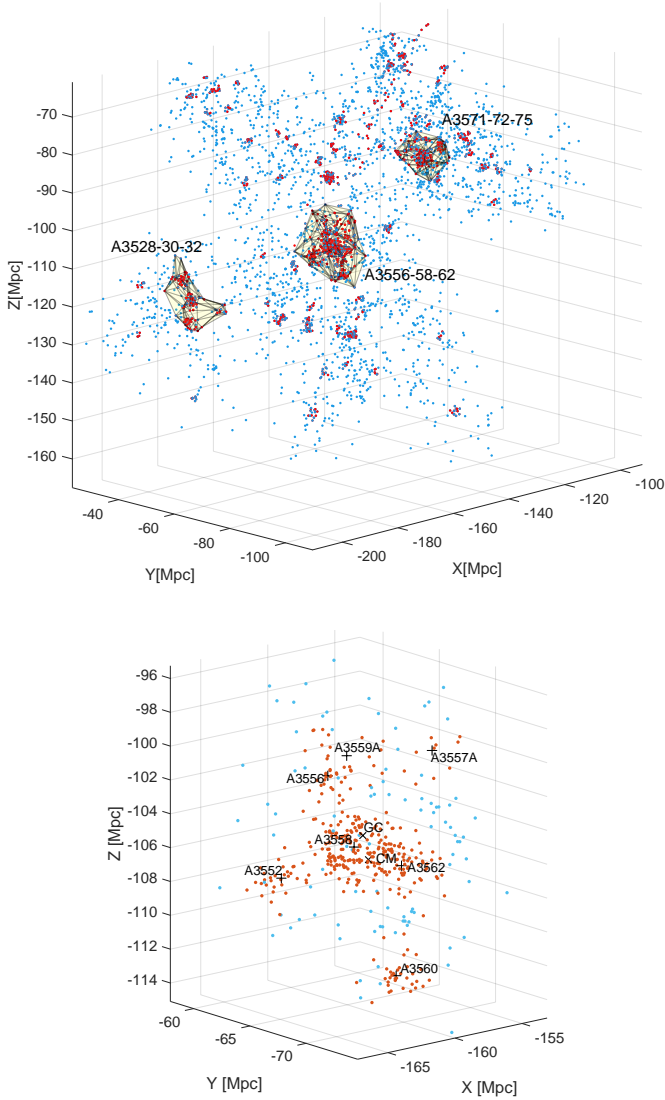 A3571-72-75
-70
-80
-90
-100
A3528-30-32
-110
A3556-58-62
Z[Mpc]
-120
-130
-140
-150
-160
-40
-60
-80
-100
Y[Mpc]
-200
-180
-160
-140
-120
-100
X[Mpc]
-96
-98
-100
A3559A
A3557A
-102
A3556
-104
Z [Mpc]
GC
-106
A3558
CM
A3552
A3562
-108
-110
-112
A3560
-114
-60
-65
-70
Y [Mpc]
-165
-160
-155
X [Mpc]